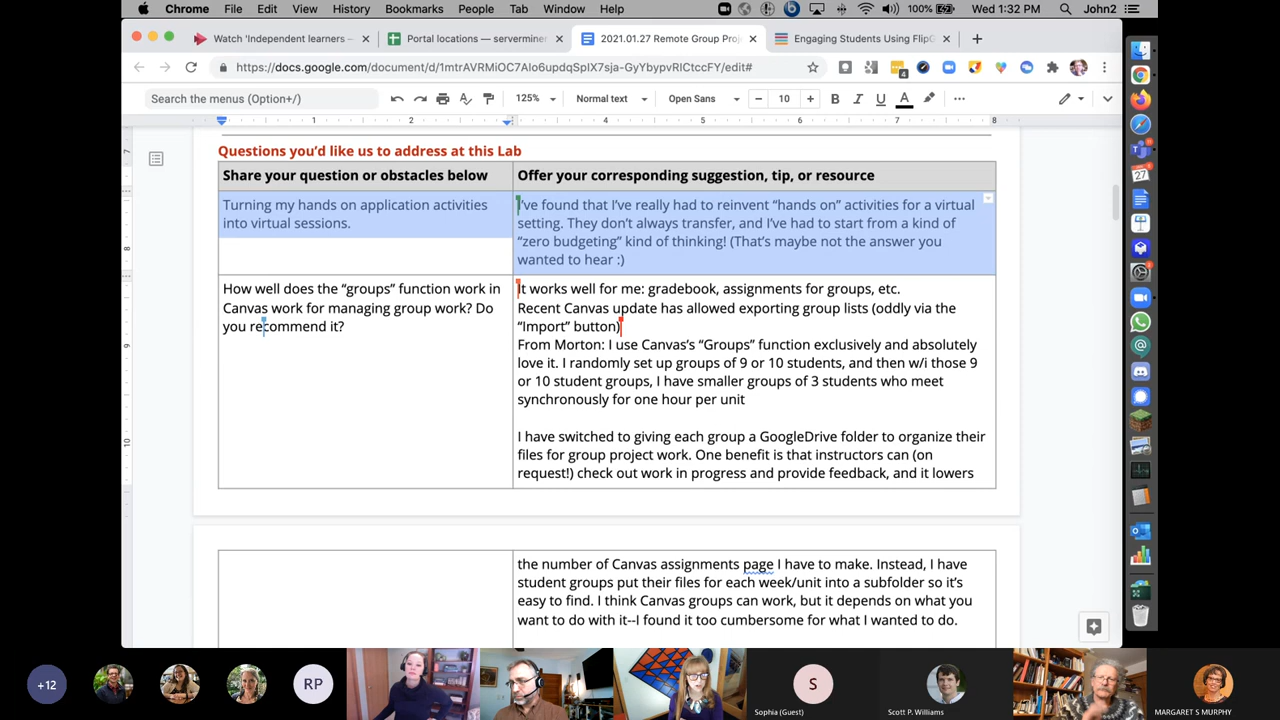 Chrome File Edit View History Bookmarks People Tab Window Help 100% Wed 1:32 PM John2
Watch 'Independent learners – Portal locations — serverminer 2021.01.27 Remote Group Proj Engaging Students Using FlipG
Search the menus (Option+/) 125% Normal text Open Sans 10 B I U A
1 2 4 5 6 7 8
Questions you'd like us to address at this Lab
Share your question or obstacles below
Offer your corresponding suggestion, tip, or resource
Turning my hands on application activities
into virtual sessions.
I've found that I've really had to reinvent "hands on" activities for a virtual
setting. They don't always transfer, and I've had to start from a kind of
"zero budgeting" kind of thinking! (That's maybe not the answer you
wanted to hear :)
How well does the "groups" function work in
Canvas work for managing group work? Do
you recommend it?
It works well for me: gradebook, assignments for groups, etc.
Recent Canvas update has allowed exporting group lists (oddly via the
"Import" button)
From Morton: I use Canvas's "Groups" function exclusively and absolutely
love it. I randomly set up groups of 9 or 10 students, and then w/i those 9
or 10 student groups, I have smaller groups of 3 students who meet
synchronously for one hour per unit
I have switched to giving each group a GoogleDrive folder to organize their
files for group project work. One benefit is that instructors can (on
request!) check out work in progress and provide feedback, and it lowers
the number of Canvas assignments page I have to make. Instead, I have
student groups put their files for each week/unit into a subfolder so it's
easy to find. I think Canvas groups can work, but it depends on what you
want to do with it--I found it too cumbersome for what I wanted to do.
+12 RP S
Sophia (Guest) Scott P. Williams MARGARET S MURPHY